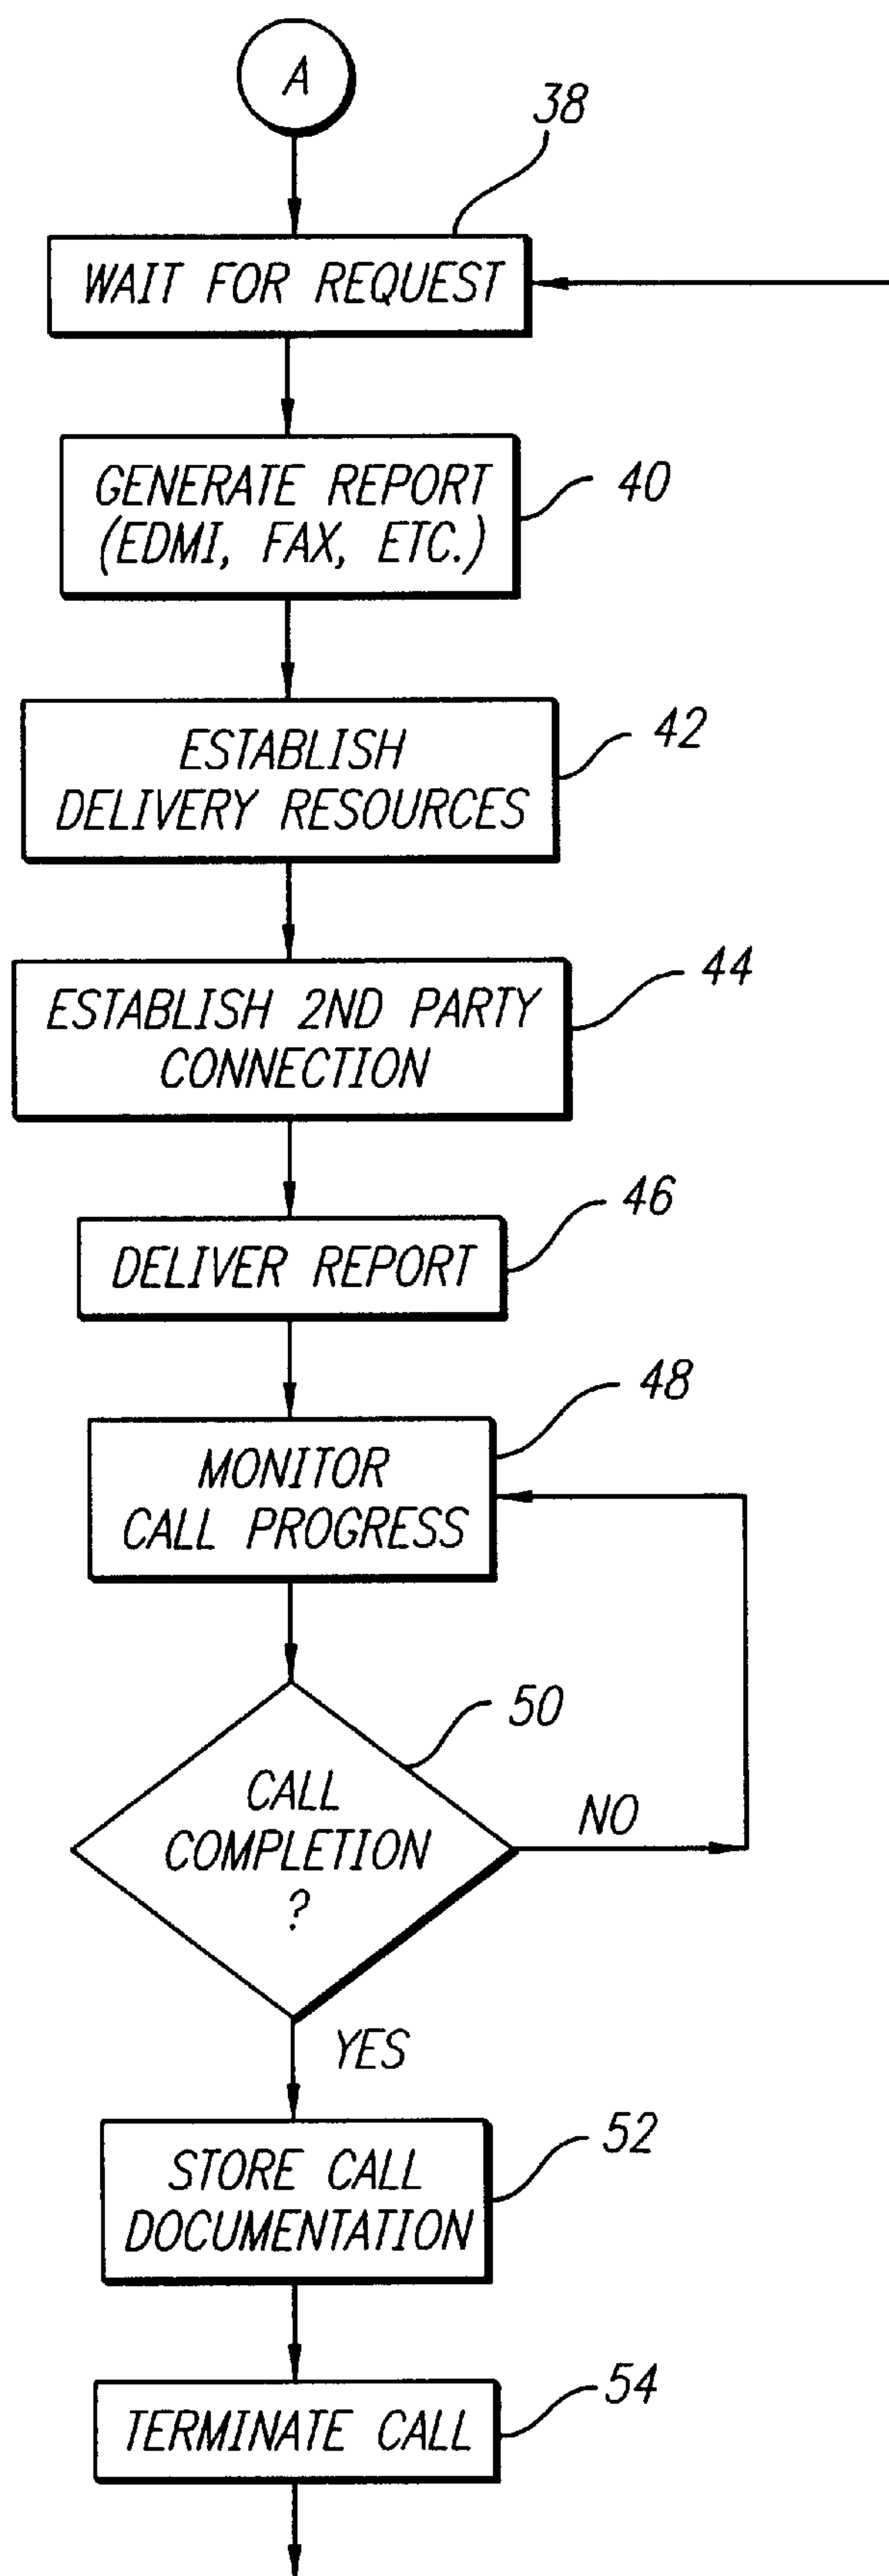 A
38
WAIT FOR REQUEST
GENERATE REPORT
(EDMI, FAX, ETC.)
40
ESTABLISH
DELIVERY RESOURCES
42
ESTABLISH 2ND PARTY
CONNECTION
44
DELIVER REPORT
46
MONITOR
CALL PROGRESS
48
CALL
COMPLETION
?
50
NO
YES
STORE CALL
DOCUMENTATION
52
TERMINATE CALL
54